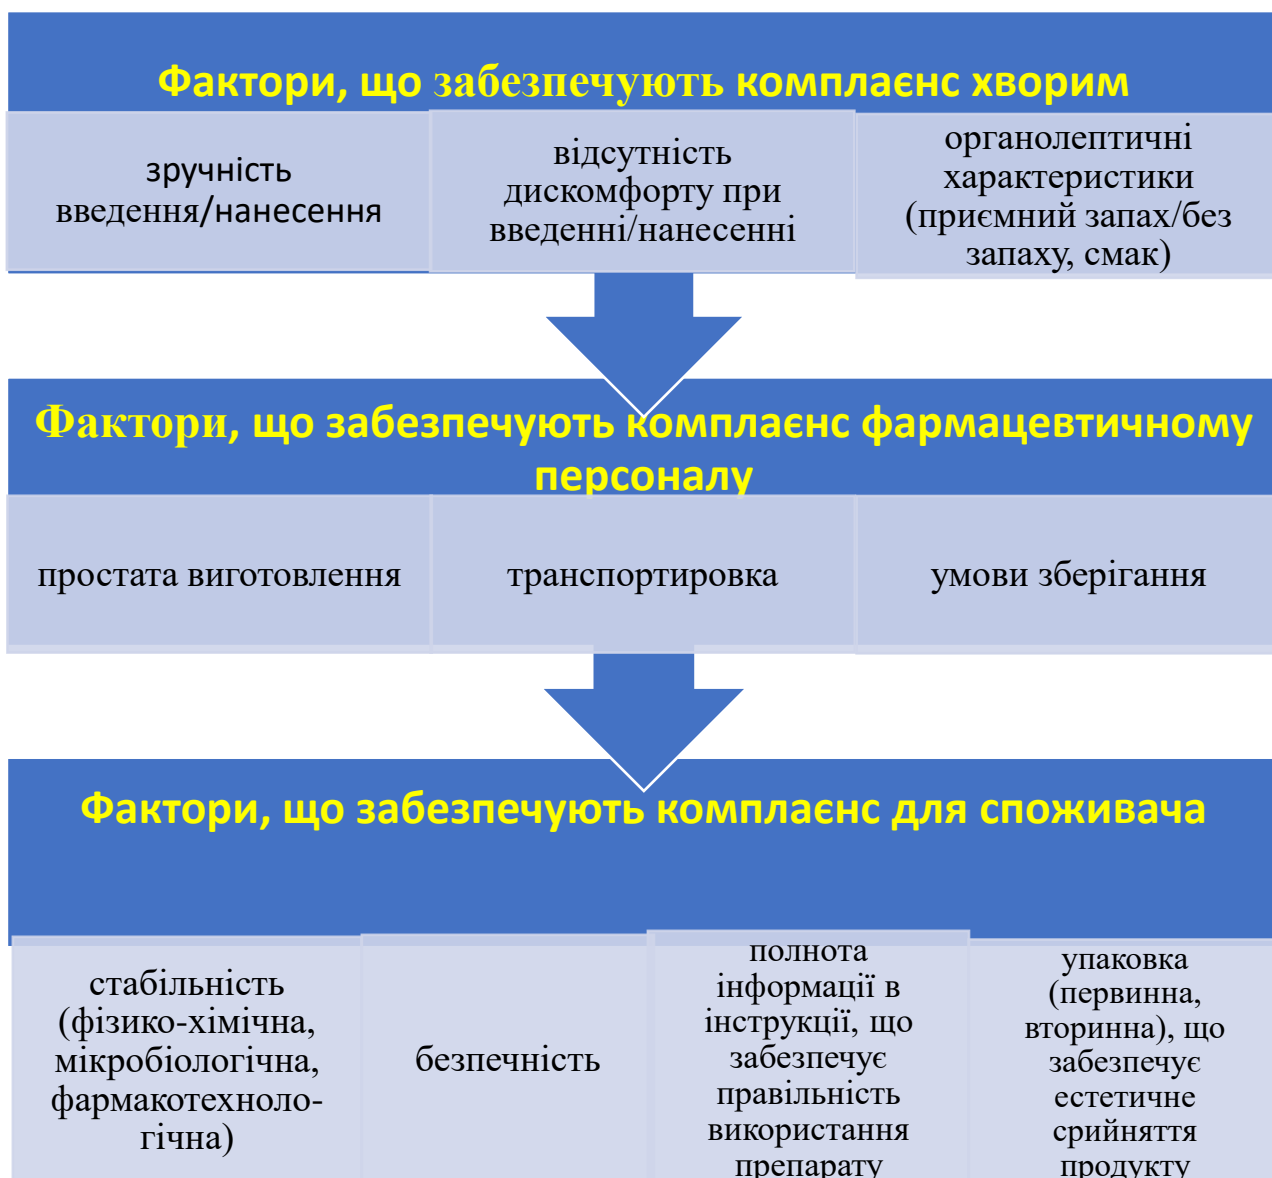 Фактори, що забезпечують комплаєнс хворим
зручність
введення/нанесення
відсутність
дискомфорту при
введенні/нанесенні
органолептичні
характеристики
(приємний запах/без
запаху, смак)
Фактори, що забезпечують комплаєнс фармацевтичному
персоналу
простата виготовлення
транспортировка
умови зберігання
Фактори, що забезпечують комплаєнс для споживача
стабільність
(фізико-хімічна,
мікробіологічна,
фармакотехноло-
гічна)
безпечність
полнота
інформації в
інструкції, що
забезпечує
правільність
використання
препарату
упаковка
(первинна,
вторинна), що
забезпечує
естетичне
срийняття
продукту